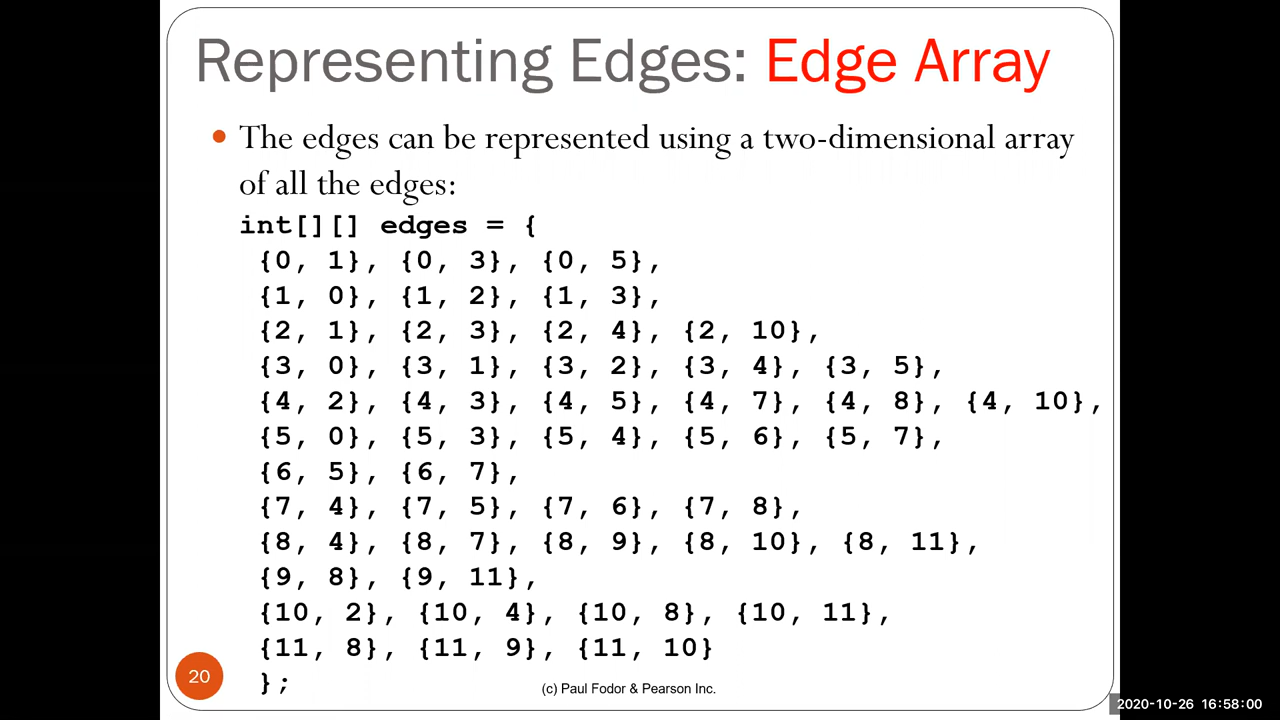 Representing Edges: Edge Array
• The edges can be represented using a two-dimensional array
of all the edges:
int[][] edges = {
{0, 1}, {0, 3}, {0, 5},
{1, 0}, {1, 2}, {1, 3},
{2, 1}, {2, 3}, {2, 4}, {2, 10},
{3, 0}, {3, 1}, {3, 2}, {3, 4}, {3, 5},
{4, 2}, {4, 3}, {4, 5}, {4, 7}, {4, 8}, {4, 10},
{5, 0}, {5, 3}, {5, 4}, {5, 6}, {5, 7},
{6, 5}, {6, 7},
{7, 4}, {7, 5}, {7, 6}, {7, 8},
{8, 4}, {8, 7}, {8, 9}, {8, 10}, {8, 11},
{9, 8}, {9, 11},
{10, 2}, {10, 4}, {10, 8}, {10, 11},
{11, 8}, {11, 9}, {11, 10}
};
20
(c) Paul Fodor & Pearson Inc.
2020-10-26 16:58:00